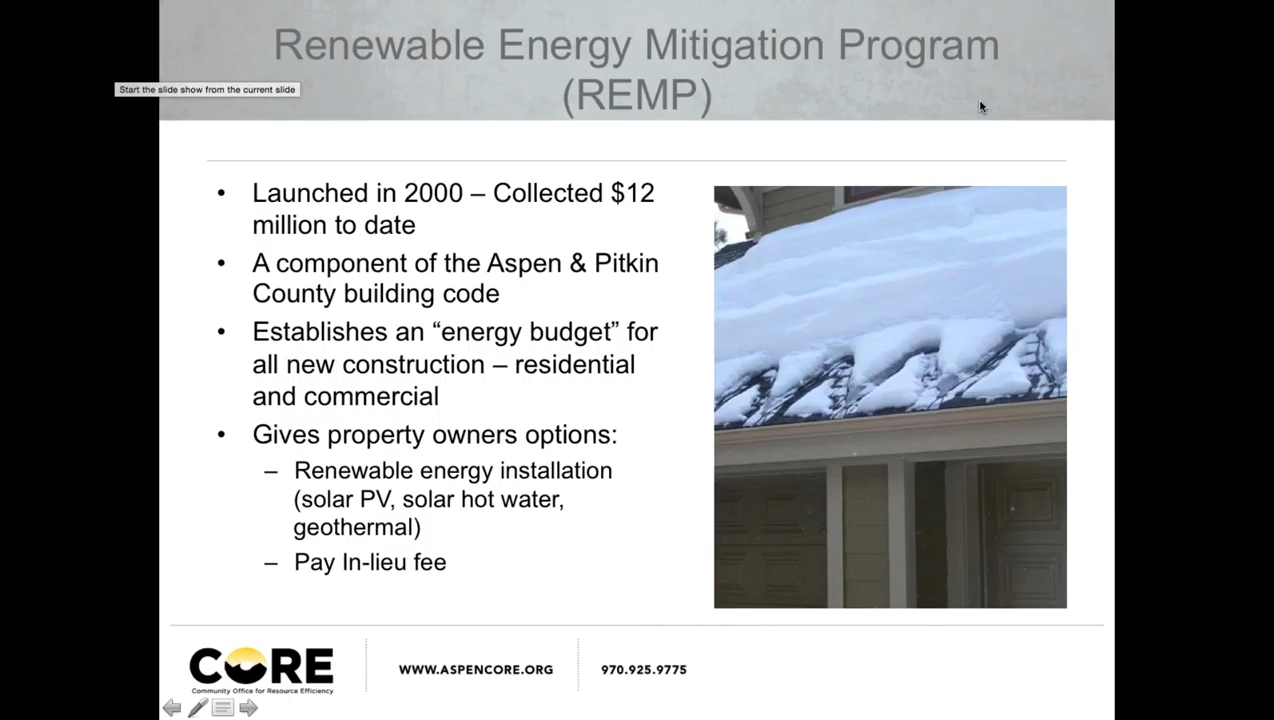 Renewable Energy Mitigation Program
(REMP)
Start the slide show from the current slide
• Launched in 2000 – Collected $12
million to date
• A component of the Aspen & Pitkin
County building code
• Establishes an “energy budget” for
all new construction – residential
and commercial
• Gives property owners options:
– Renewable energy installation
(solar PV, solar hot water,
geothermal)
– Pay In-lieu fee
CORE
Community Office for Resource Efficiency
WWW.ASPENCORE.ORG
970.925.9775